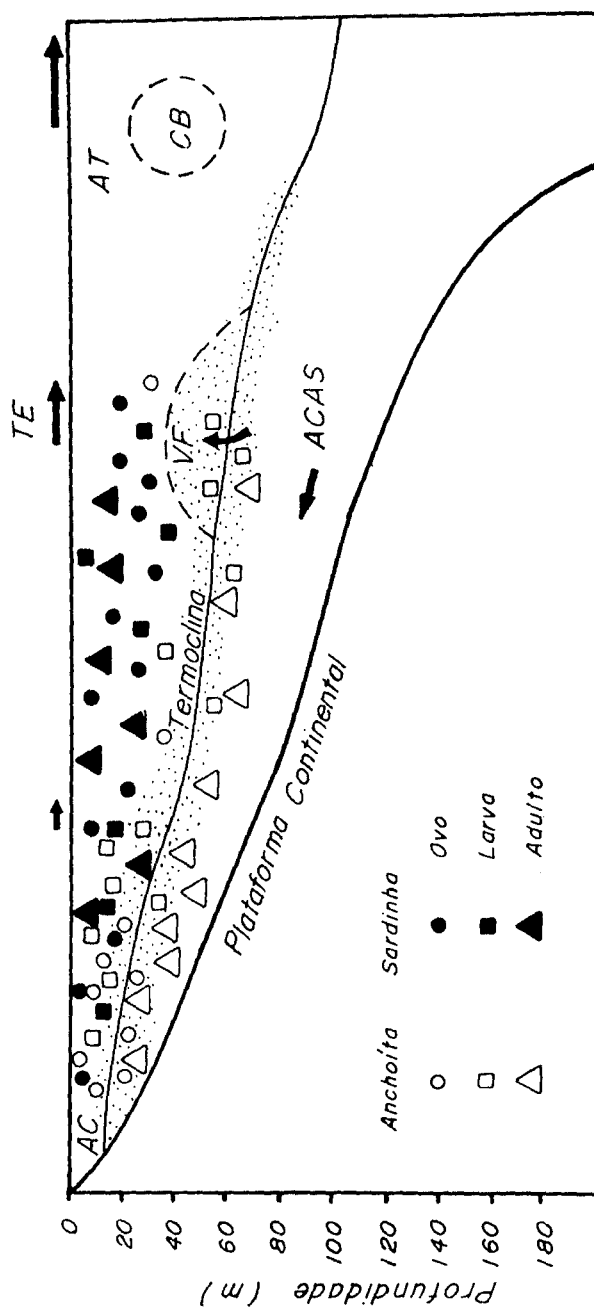 TE
AT
CB
AC
VF
Termoclina
ACAS
Plataforma Continental
Profundidade (m)
0
20
40
60
80
100
120
140
160
180
Anchoíta
Sardinha
Ovo
Larva
Adulto